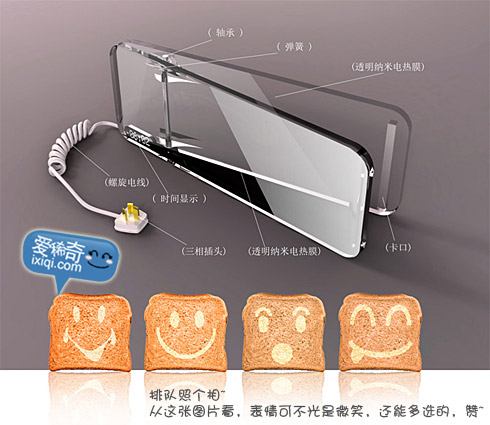 ( 轴承 )
( 弹簧 )
(透明纳米电热膜)
(螺旋电线)
( 时间显示 )
(三相插头)
(透明纳米电热膜)
(卡口)
爱稀奇
ixiqi.com
排队照个相~
从这张图片看，表情可不光是微笑，还能多选的，赞~